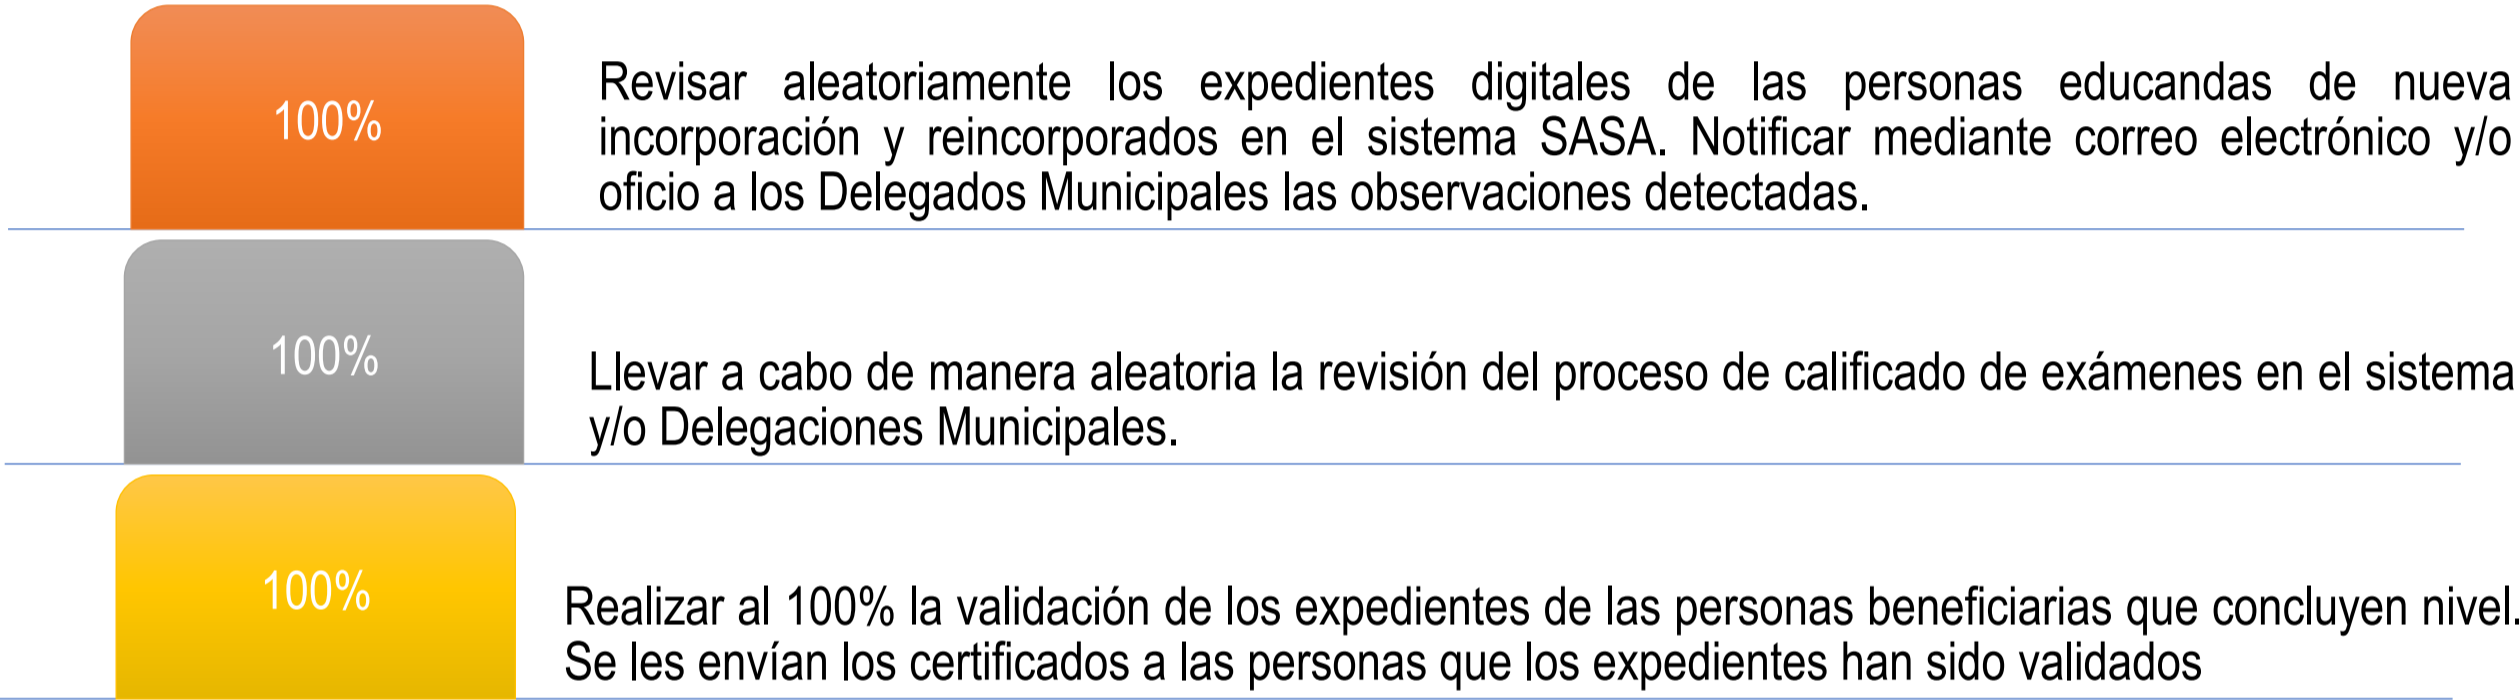 100%
Revisar aleatoriamente los expedientes digitales de las personas educandas de nueva
incorporación y reincorporados en el sistema SASA. Notificar mediante correo electrónico y/o
oficio a los Delegados Municipales las observaciones detectadas.
100%
Llevar a cabo de manera aleatoria la revisión del proceso de calificado de exámenes en el sistema
y/o Delegaciones Municipales.
100%
Realizar al 100% la validación de los expedientes de las personas beneficiarias que concluyen nivel.
Se les envían los certificados a las personas que los expedientes han sido validados